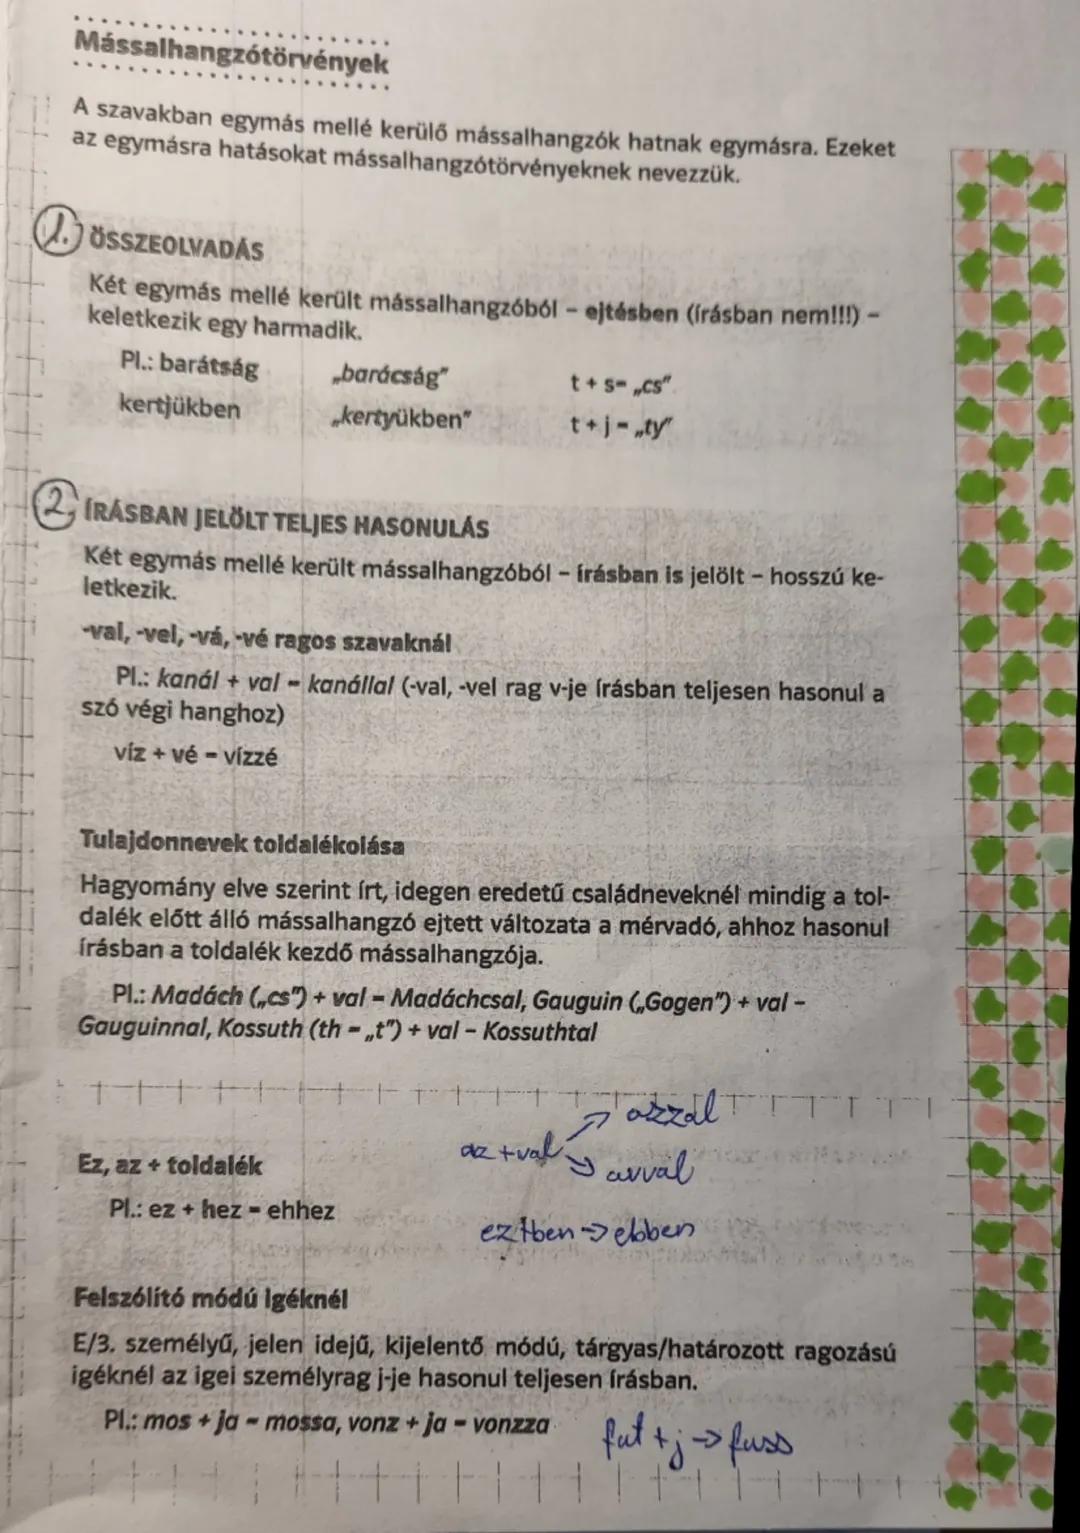 Mássalhangzótörvények
A szavakban egymás mellé kerülő mássalhangzók hatnak egymásra. Ezeket
az egymásra hatásokat mássalhangzótörvényeknek nevezzük.
1. ÖSSZEOLVADÁS
Két egymás mellé került mássalhangzóból – ejtésben (írásban nem!!!) –
keletkezik egy harmadik.
Pl.: barátság „barácság" t + s= „cs"
kertjükben „kertyükben" t + j = „ty"
2, ÍRÁSBAN JELÖLT TELJES HASONULÁS
Két egymás mellé került mássalhangzóból – írásban is jelölt – hosszú ke-
letkezik.
-val, -vel, -vá, -vé ragos szavaknál
Pl.: kanál + val = kanállal (-val, -vel rag v-je írásban teljesen hasonul a
szó végi hanghoz)
víz + vé = vízzé
Tulajdonnevek toldalékolása
Hagyomány elve szerint írt, idegen eredetű családneveknél mindig a tol-
dalék előtt álló mássalhangzó ejtett változata a mérvadó, ahhoz hasonul
írásban a toldalék kezdő mássalhangzója.
Pl.: Madách („cs") + val = Madáchcsal, Gauguin („Gogen") + val –
Gauguinnal, Kossuth (th = „t") + val – Kossuthtal
az + val → azzal
→ avval
Ez, az + toldalék
Pl.: ez + hez = ehhez
ez+ben → ebben
Felszólító módú igéknél
E/3. személyű, jelen idejű, kijelentő módú, tárgyas/határozott ragozású
igéknél az igei személyrag j-je hasonul teljesen írásban.
Pl.: mos + ja = mossa, vonz + ja = vonzza
fut + j → fuss